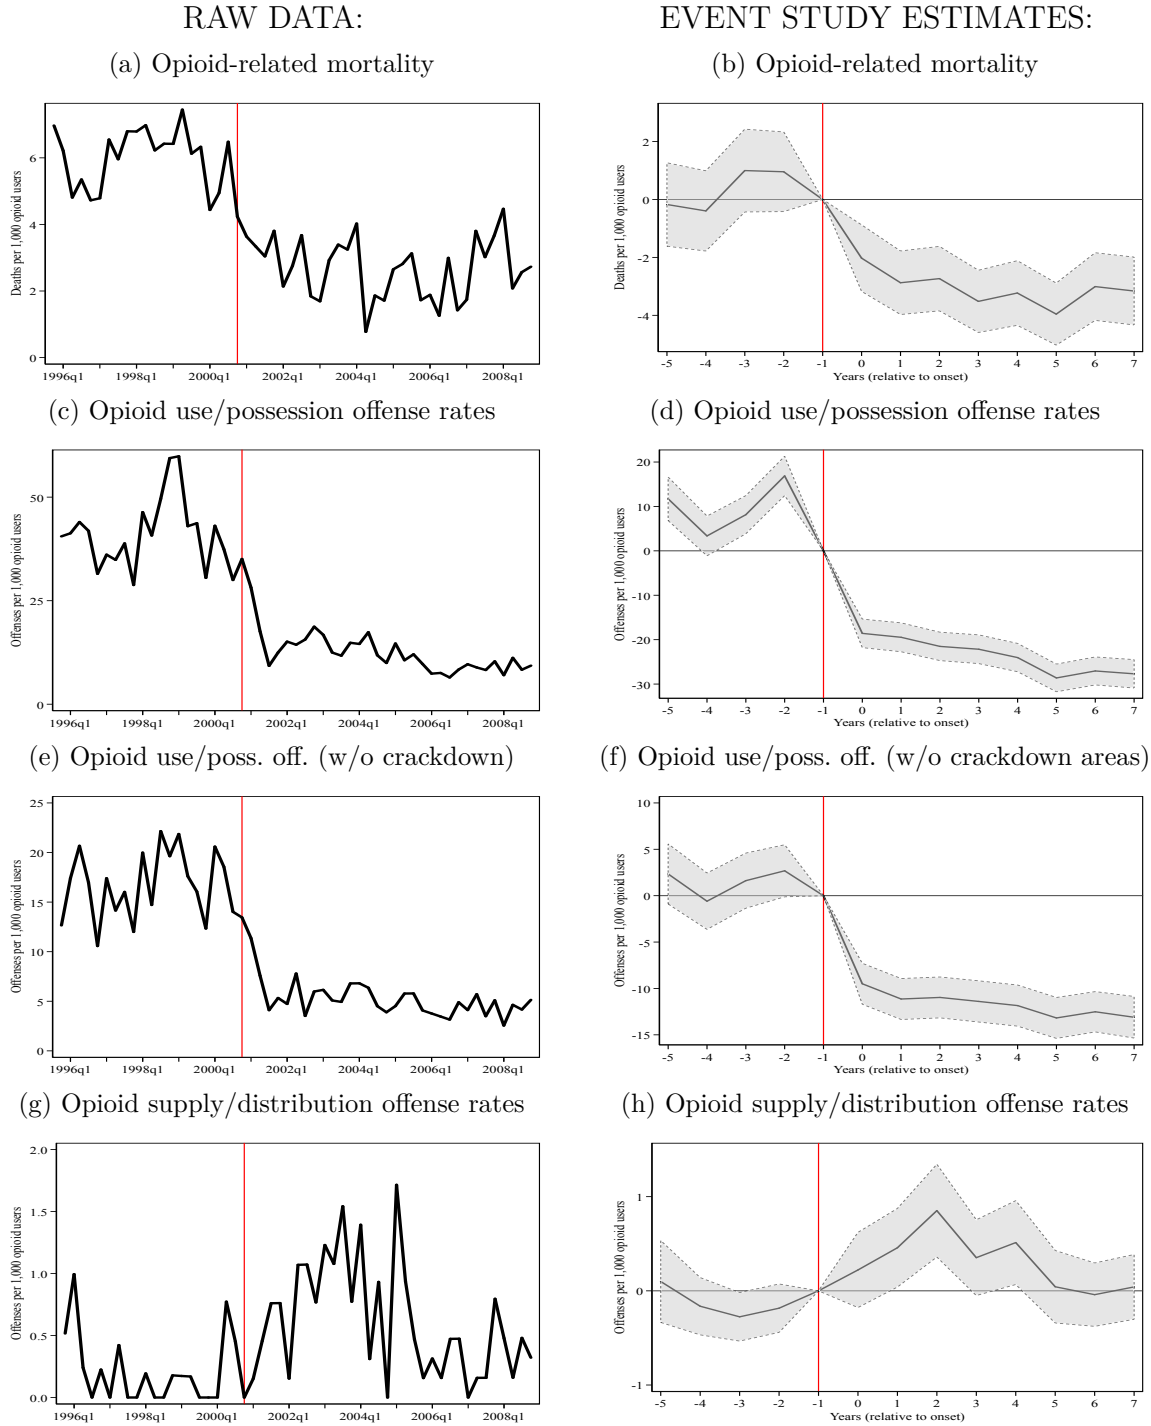 RAW DATA:
EVENT STUDY ESTIMATES:
(a) Opioid-related mortality
(b) Opioid-related mortality
Deaths per 1,000 opioid users
6
4
2
0
1996q1 1998q1 2000q1 2002q1 2004q1 2006q1 2008q1
Deaths per 1,000 opioid users
2
0
-2
-4
-5 -4 -3 -2 -1 0 1 2 3 4 5 6 7
Years (relative to onset)
(c) Opioid use/possession offense rates
(d) Opioid use/possession offense rates
Offenses per 1,000 opioid users
50
25
0
1996q1 1998q1 2000q1 2002q1 2004q1 2006q1 2008q1
Offenses per 1,000 opioid users
20
10
0
-10
-20
-30
-5 -4 -3 -2 -1 0 1 2 3 4 5 6 7
Years (relative to onset)
(e) Opioid use/poss. off. (w/o crackdown)
(f) Opioid use/poss. off. (w/o crackdown areas)
Offenses per 1,000 opioid users
25
20
15
10
5
0
1996q1 1998q1 2000q1 2002q1 2004q1 2006q1 2008q1
Offenses per 1,000 opioid users
10
5
0
-5
-10
-15
-5 -4 -3 -2 -1 0 1 2 3 4 5 6 7
Years (relative to onset)
(g) Opioid supply/distribution offense rates
(h) Opioid supply/distribution offense rates
Offenses per 1,000 opioid users
2.0
1.5
1.0
0.5
0.0
1996q1 1998q1 2000q1 2002q1 2004q1 2006q1 2008q1
Offenses per 1,000 opioid users
1
0
-1
-5 -4 -3 -2 -1 0 1 2 3 4 5 6 7
Years (relative to onset)